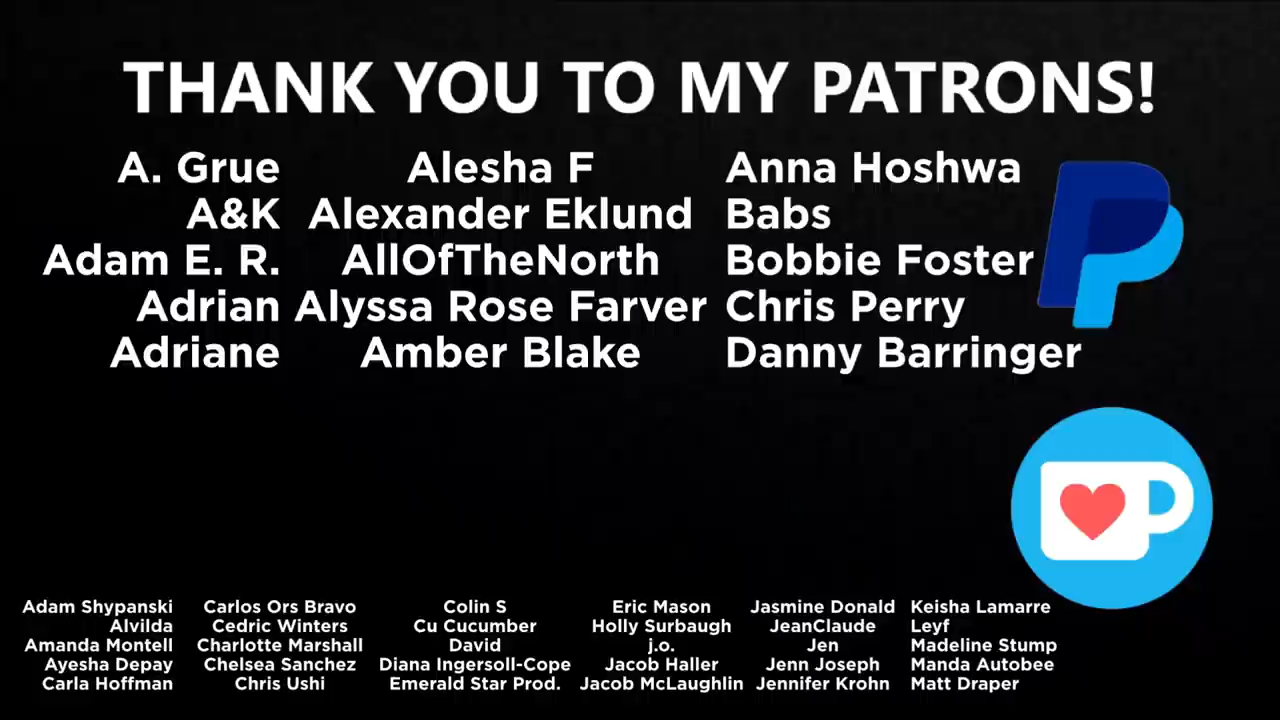 THANK YOU TO MY PATRONS!
A. Grue
A&K
Adam E. R.
Adrian
Adriane
Alesha F
Alexander Eklund
AllOfTheNorth
Alyssa Rose Farver
Amber Blake
Anna Hoshwa
Babs
Bobbie Foster
Chris Perry
Danny Barringer
Adam Shypanski
Alvilda
Amanda Montell
Ayesha Depay
Carla Hoffman
Carlos Ors Bravo
Cedric Winters
Charlotte Marshall
Chelsea Sanchez
Chris Ushi
Colin S
Cu Cucumber
David
Diana Ingersoll-Cope
Emerald Star Prod.
Eric Mason
Holly Surbaugh
j.o.
Jacob Haller
Jacob McLaughlin
Jasmine Donald
JeanClaude
Jen
Jenn Joseph
Jennifer Krohn
Keisha Lamarre
Leyf
Madeline Stump
Manda Autobee
Matt Draper